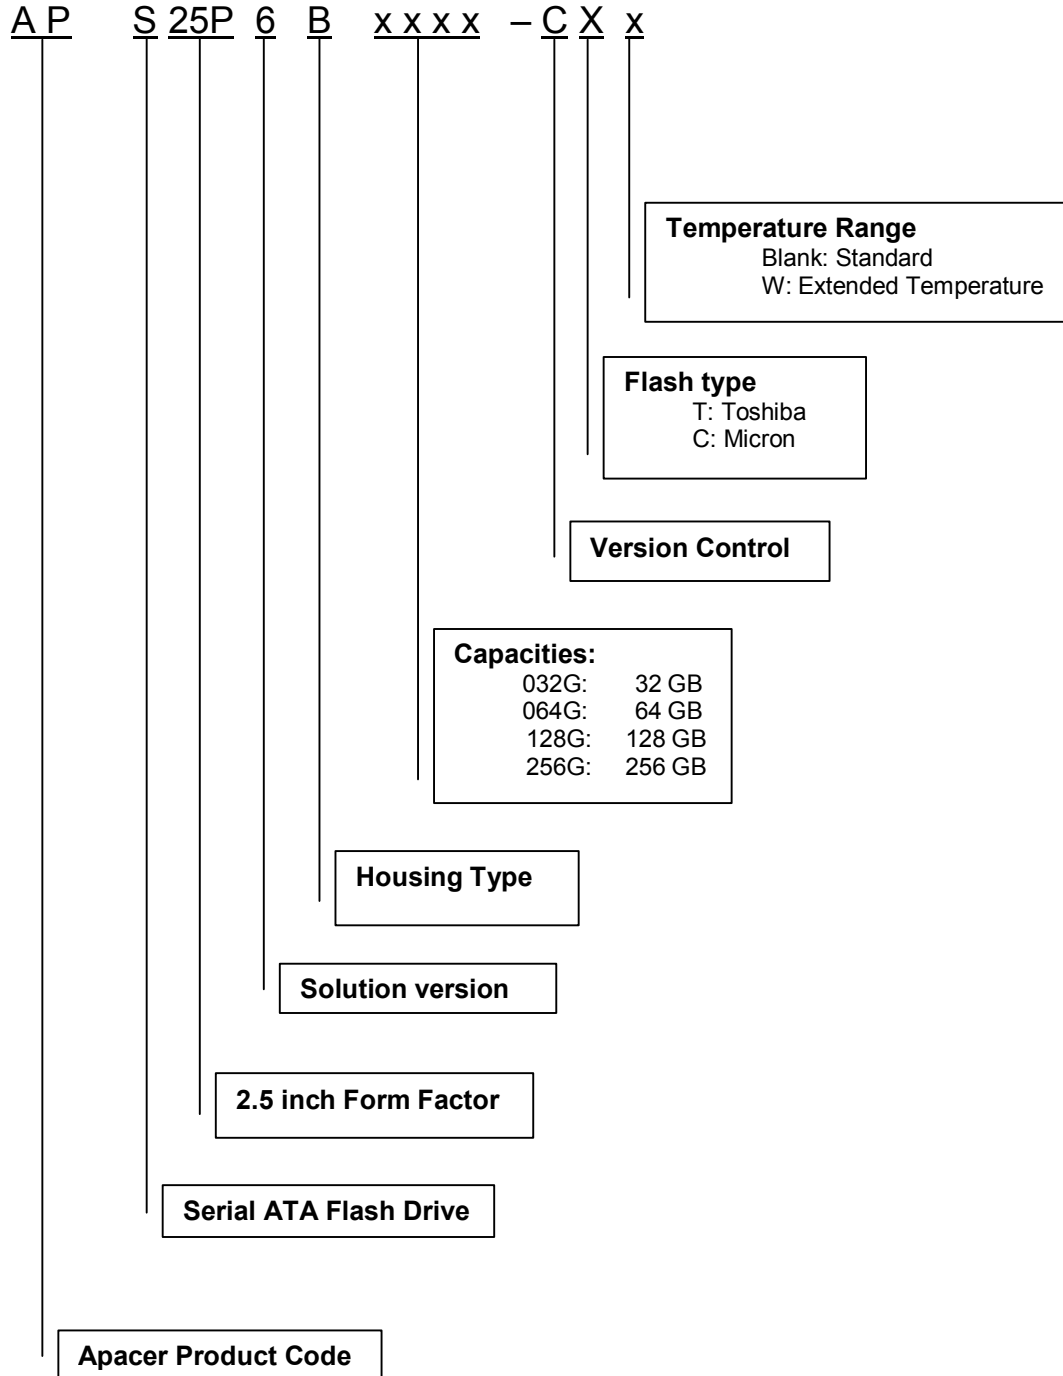 A P S 25P 6 B x x x x – C X x
Temperature Range
Blank: Standard
W: Extended Temperature
Flash type
T: Toshiba
C: Micron
Version Control
Capacities:
032G: 32 GB
064G: 64 GB
128G: 128 GB
256G: 256 GB
Housing Type
Solution version
2.5 inch Form Factor
Serial ATA Flash Drive
Apacer Product Code